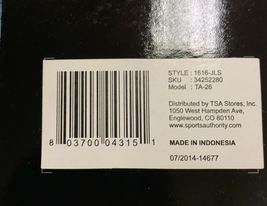 STYLE : 1616-JLS
SKU : 34252280
Model : TA-26
Distributed by TSA Stores, Inc.
1050 West Hampden Ave,
Englewood, CO 80110
www.sportsauthority.com
8 03700 04315 1
MADE IN INDONESIA
07/2014-14677